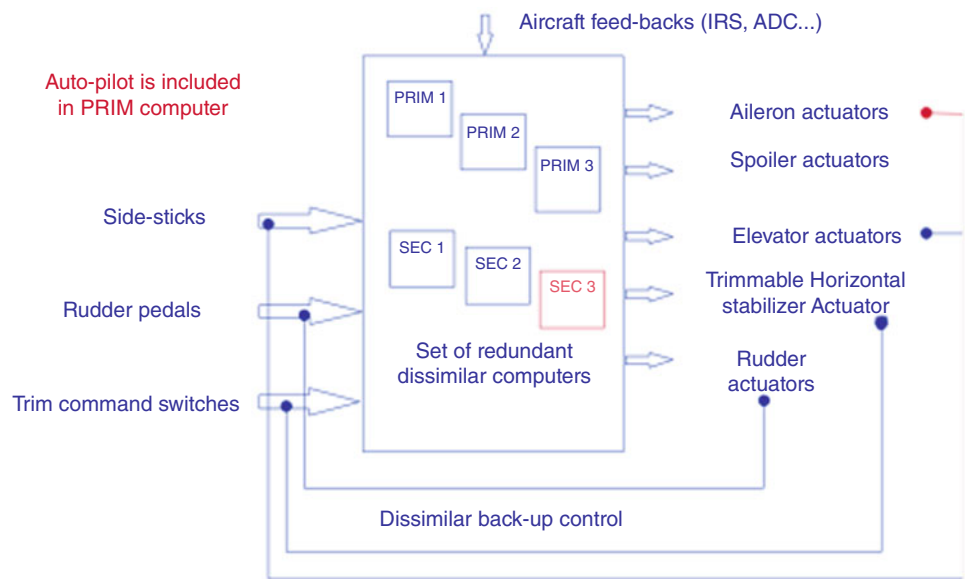 Aircraft feed-backs (IRS, ADC...)
Auto-pilot is included
in PRIM computer
PRIM 1
PRIM 2
PRIM 3
SEC 1
SEC 2
SEC 3
Set of redundant
dissimilar computers
Side-sticks
Rudder pedals
Trim command switches
Aileron actuators
Spoiler actuators
Elevator actuators
Trimmable Horizontal
stabilizer Actuator
Rudder
actuators
Dissimilar back-up control